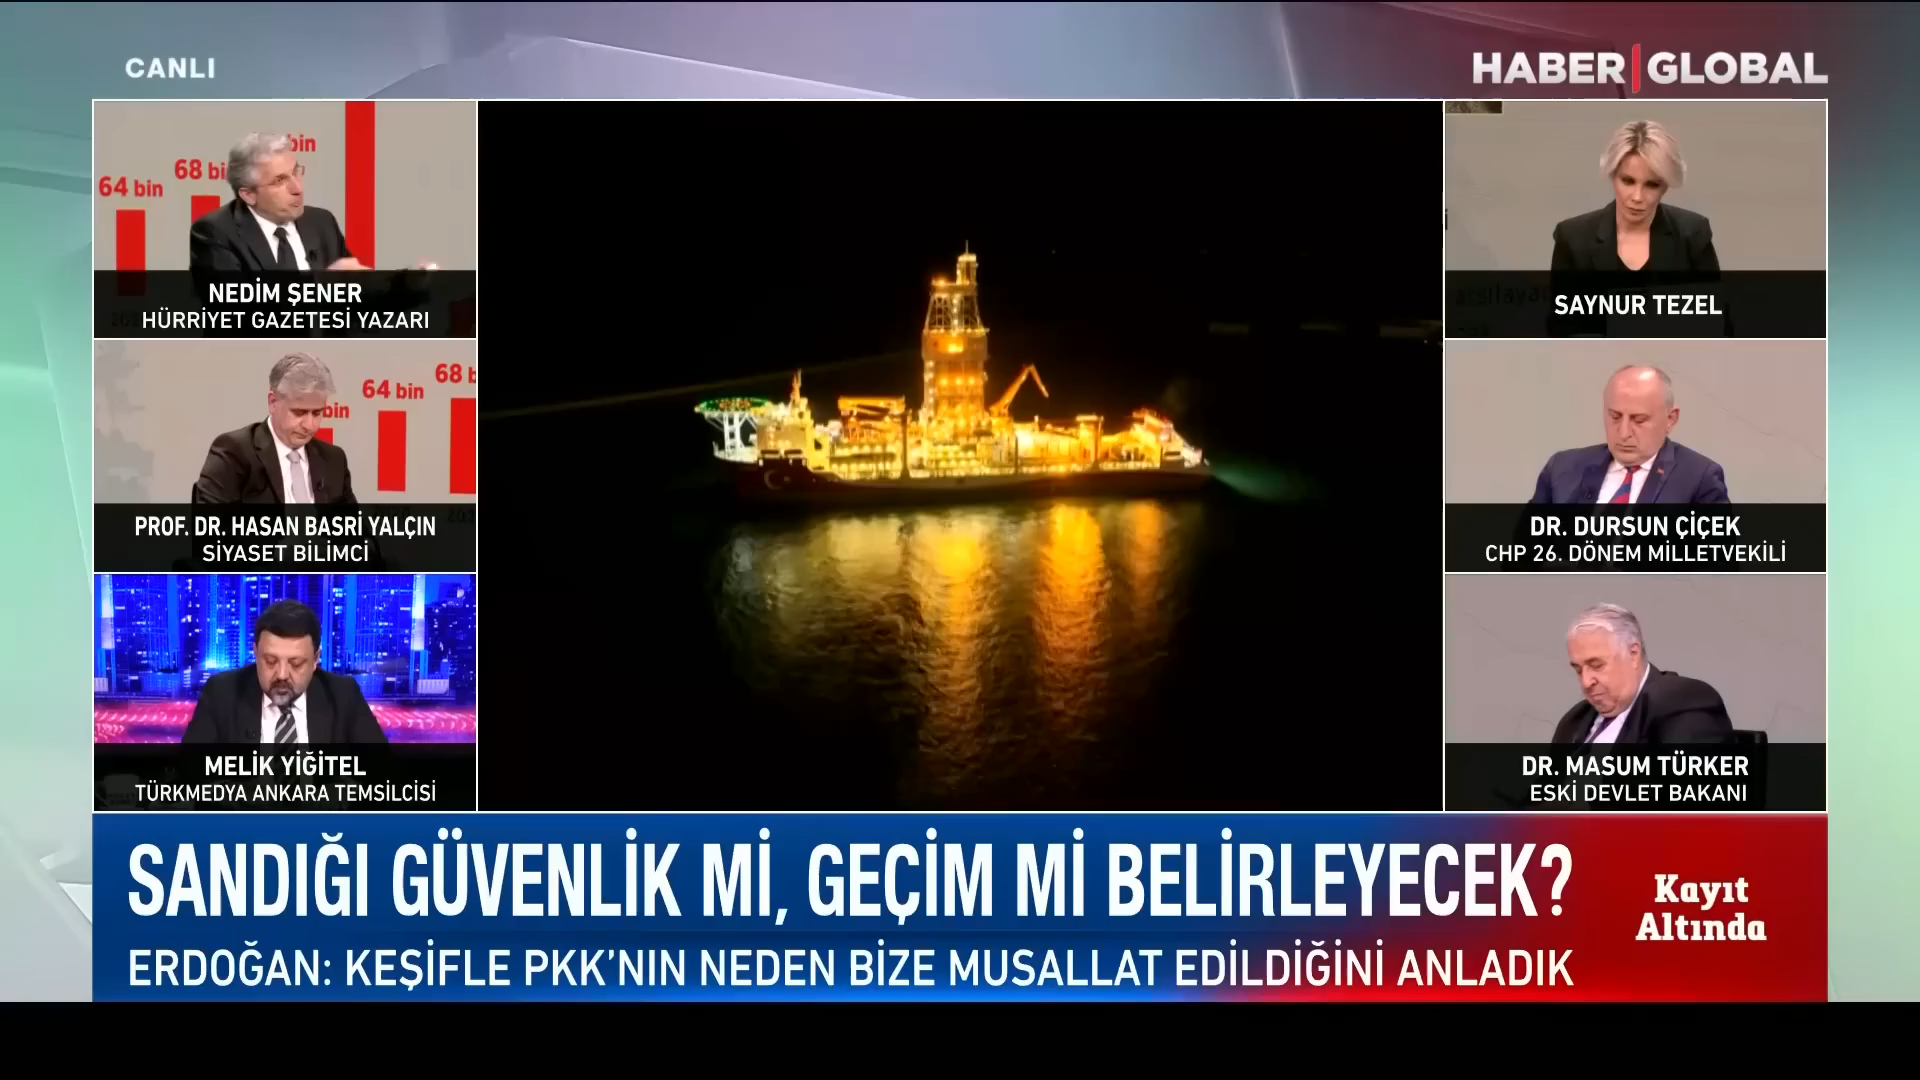 CANLI
HABER GLOBAL
64 bin
68 bi
bin
NEDİM ŞENER
HÜRRİYET GAZETESİ YAZARI
bin
64 bin
68 b
PROF. DR. HASAN BASRİ YALÇIN
SİYASET BİLİMCİ
MELİK YİĞİTEL
TÜRKMEDYA ANKARA TEMSİLCİSİ
SAYNUR TEZEL
DR. DURSUN ÇİÇEK
CHP 26. DÖNEM MİLLETVEKİLİ
DR. MASUM TÜRKER
ESKİ DEVLET BAKANI
SANDIĞI GÜVENLİK Mİ, GEÇİM Mİ BELİRLEYECEK?
ERDOĞAN: KEŞİFLE PKK'NIN NEDEN BİZE MUSALLAT EDİLDİĞİNİ ANLADIK
Kayıt
Altında